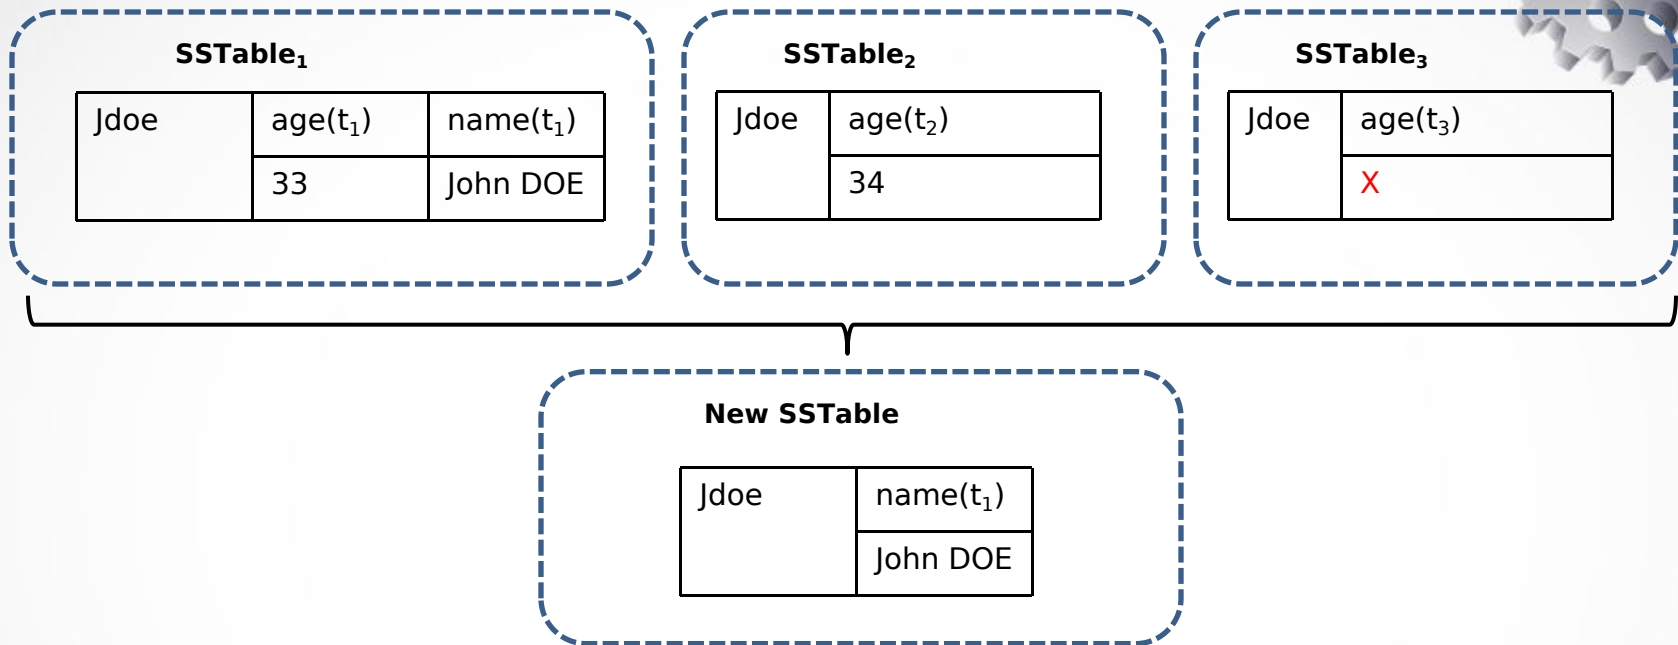 SSTable₁
Jdoe age(t₁) name(t₁)
33 John DOE
SSTable₂
Jdoe age(t₂)
34
SSTable₃
Jdoe age(t₃)
X
New SSTable
Jdoe name(t₁)
John DOE